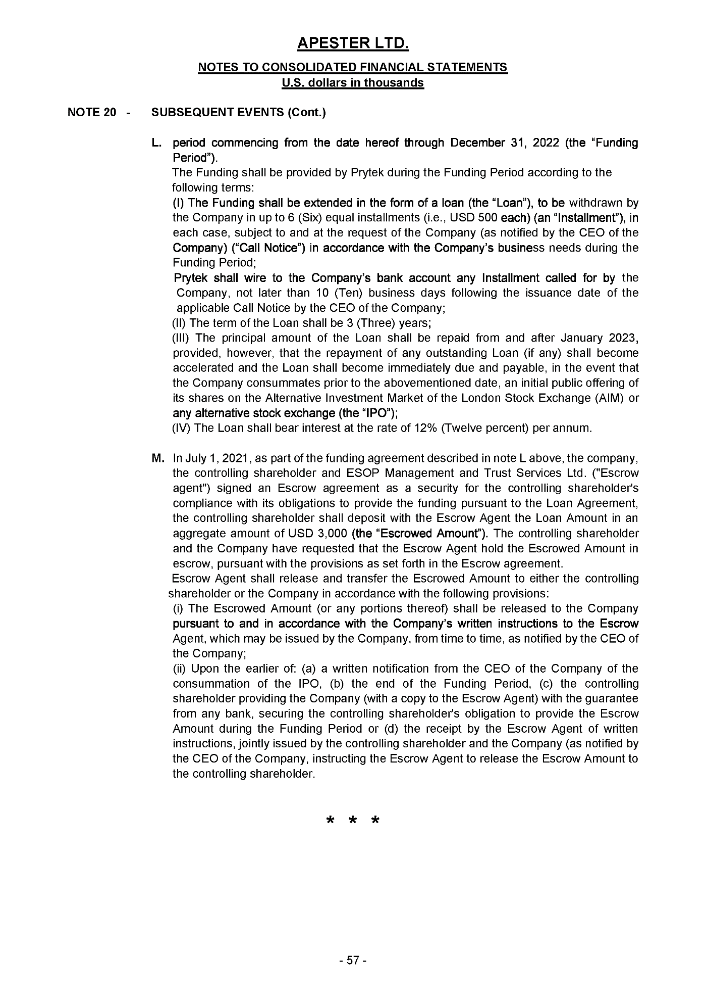 APESTER LTD.
NOTES TO CONSOLIDATED FINANCIAL STATEMENTS
U.S. dollars in thousands
NOTE 20 - SUBSEQUENT EVENTS (Cont.)
L. period commencing from the date hereof through December 31, 2022 (the “Funding
Period”).
The Funding shall be provided by Prytek during the Funding Period according to the
following terms:
(I) The Funding shall be extended in the form of a loan (the “Loan”), to be withdrawn by
the Company in up to 6 (Six) equal installments (i.e., USD 500 each) (an “Installment”), in
each case, subject to and at the request of the Company (as notified by the CEO of the
Company) (“Call Notice”) in accordance with the Company’s business needs during the
Funding Period;
Prytek shall wire to the Company’s bank account any Installment called for by the
Company, not later than 10 (Ten) business days following the issuance date of the
applicable Call Notice by the CEO of the Company;
(II) The term of the Loan shall be 3 (Three) years;
(III) The principal amount of the Loan shall be repaid from and after January 2023,
provided, however, that the repayment of any outstanding Loan (if any) shall become
accelerated and the Loan shall become immediately due and payable, in the event that
the Company consummates prior to the abovementioned date, an initial public offering of
its shares on the Alternative Investment Market of the London Stock Exchange (AIM) or
any alternative stock exchange (the “IPO”);
(IV) The Loan shall bear interest at the rate of 12% (Twelve percent) per annum.
M. In July 1, 2021, as part of the funding agreement described in note L above, the company,
the controlling shareholder and ESOP Management and Trust Services Ltd. ("Escrow
agent") signed an Escrow agreement as a security for the controlling shareholder's
compliance with its obligations to provide the funding pursuant to the Loan Agreement,
the controlling shareholder shall deposit with the Escrow Agent the Loan Amount in an
aggregate amount of USD 3,000 (the “Escrowed Amount”). The controlling shareholder
and the Company have requested that the Escrow Agent hold the Escrowed Amount in
escrow, pursuant with the provisions as set forth in the Escrow agreement.
Escrow Agent shall release and transfer the Escrowed Amount to either the controlling
shareholder or the Company in accordance with the following provisions:
(i) The Escrowed Amount (or any portions thereof) shall be released to the Company
pursuant to and in accordance with the Company’s written instructions to the Escrow
Agent, which may be issued by the Company, from time to time, as notified by the CEO of
the Company;
(ii) Upon the earlier of: (a) a written notification from the CEO of the Company of the
consummation of the IPO, (b) the end of the Funding Period, (c) the controlling
shareholder providing the Company (with a copy to the Escrow Agent) with the guarantee
from any bank, securing the controlling shareholder's obligation to provide the Escrow
Amount during the Funding Period or (d) the receipt by the Escrow Agent of written
instructions, jointly issued by the controlling shareholder and the Company (as notified by
the CEO of the Company, instructing the Escrow Agent to release the Escrow Amount to
the controlling shareholder.
* * *
- 57 -